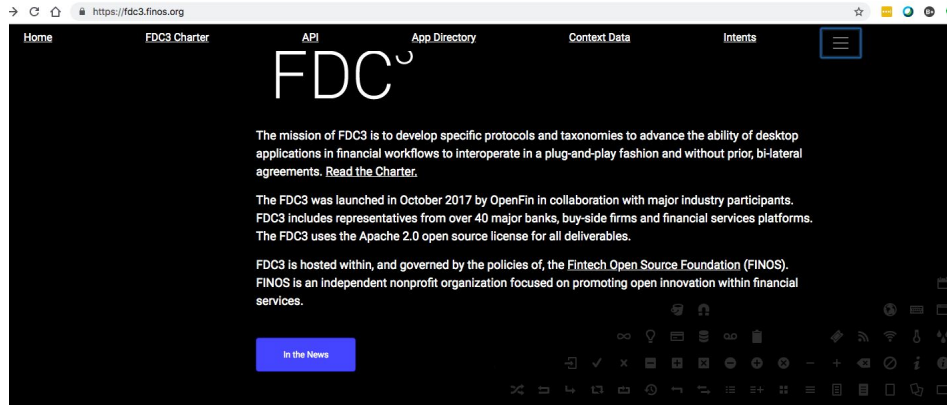 https://fdc3.finos.org
Home FDC3 Charter API App Directory Context Data Intents
FDC3
The mission of FDC3 is to develop specific protocols and taxonomies to advance the ability of desktop
applications in financial workflows to interoperate in a plug-and-play fashion and without prior, bi-lateral
agreements. Read the Charter.
The FDC3 was launched in October 2017 by OpenFin in collaboration with major industry participants.
FDC3 includes representatives from over 40 major banks, buy-side firms and financial services platforms.
The FDC3 uses the Apache 2.0 open source license for all deliverables.
FDC3 is hosted within, and governed by the policies of, the Fintech Open Source Foundation (FINOS).
FINOS is an independent nonprofit organization focused on promoting open innovation within financial
services.
In the News